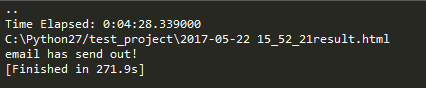 ..
Time Elapsed: 0:04:28.339000
C:\Python27/test_project\2017-05-22 15_52_21result.html
email has send out!
[Finished in 271.9s]